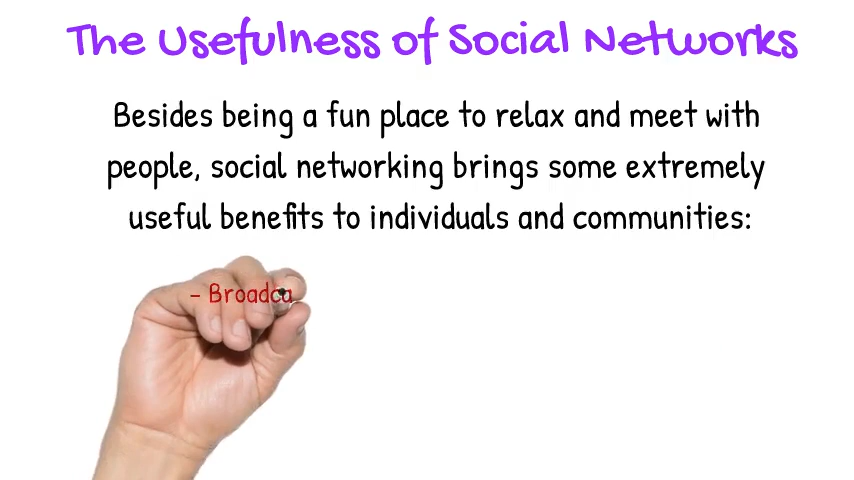 The Usefulness of Social Networks
Besides being a fun place to relax and meet with
people, social networking brings some extremely
useful benefits to individuals and communities:
- Broadca